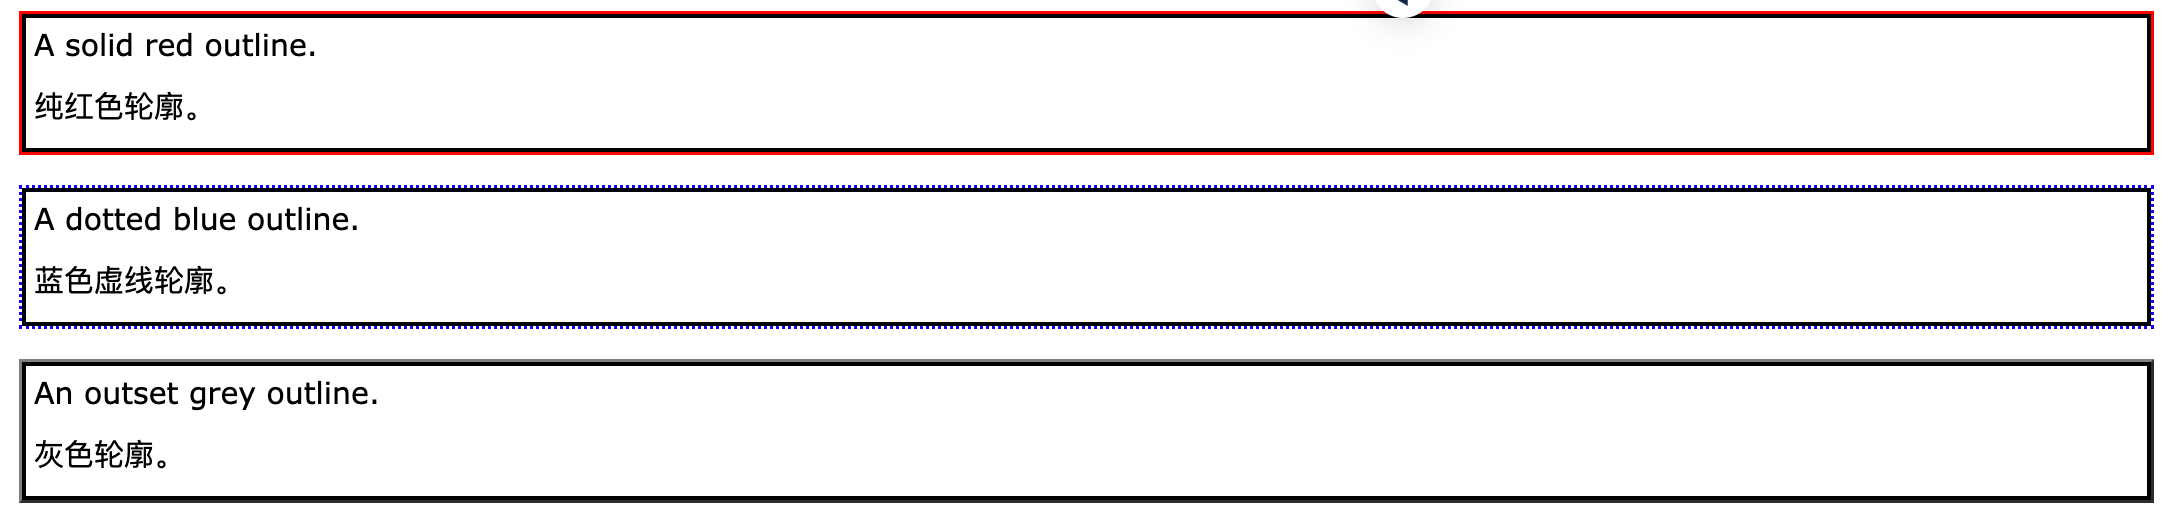 A solid red outline.
纯红色轮廓。
A dotted blue outline.
蓝色虚线轮廓。
An outset grey outline.
灰色轮廓。